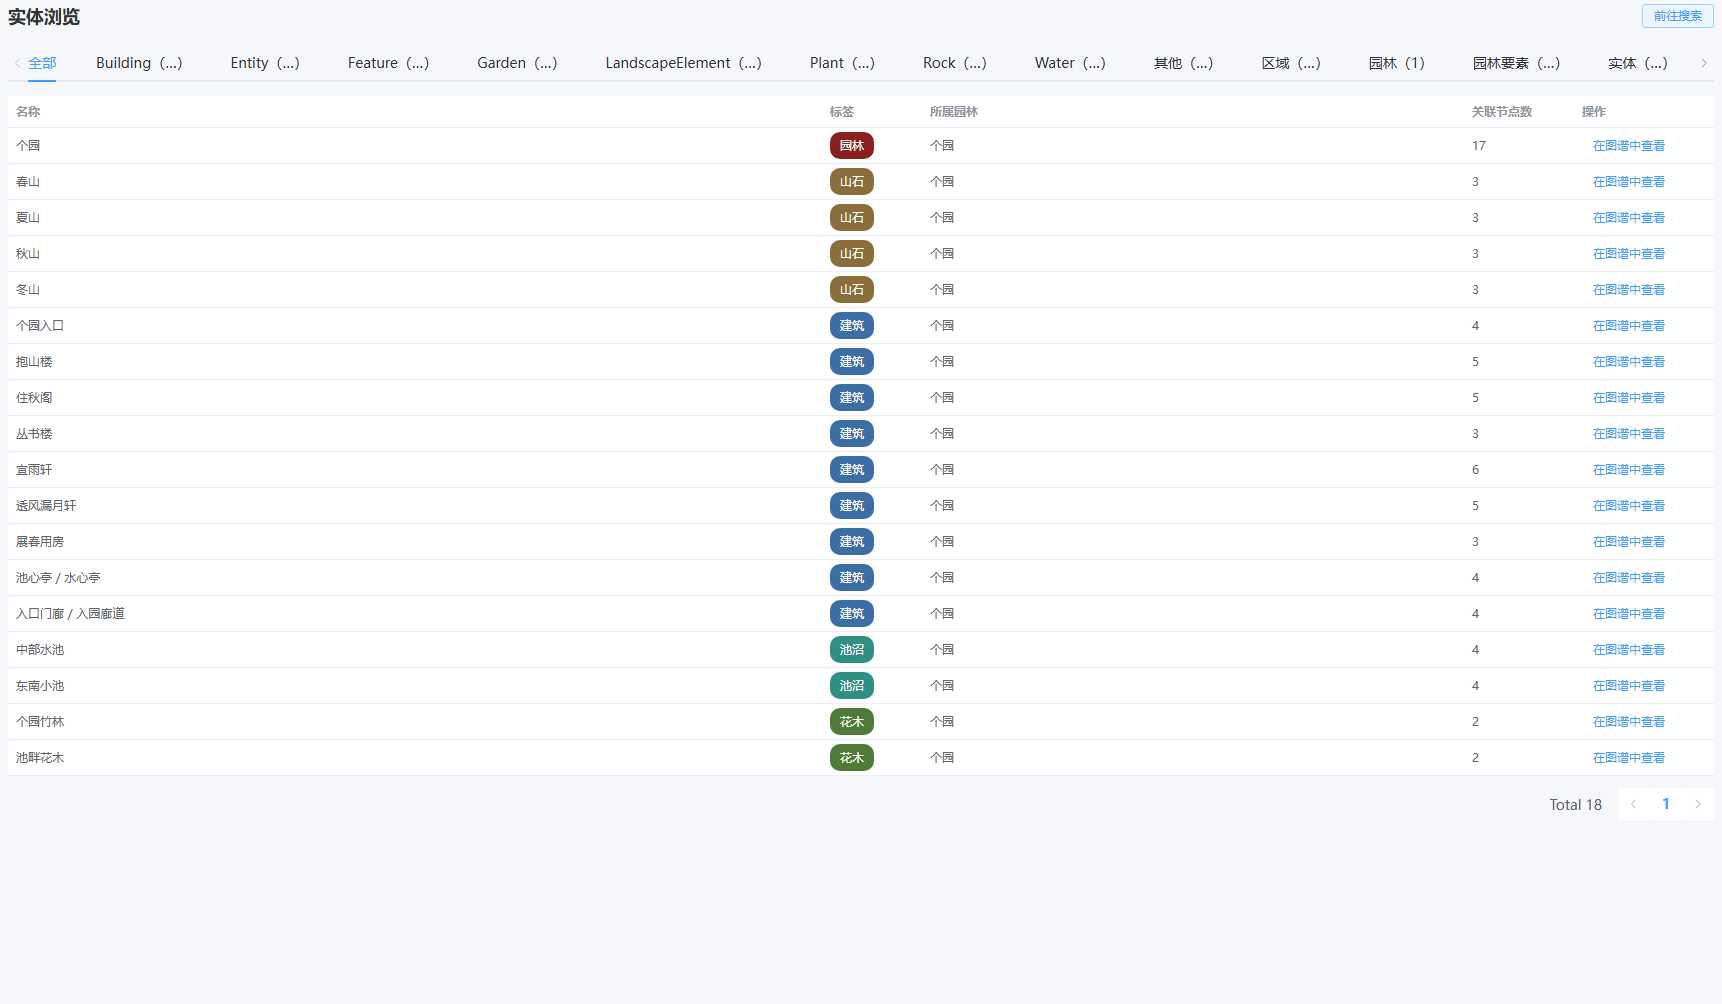 实体浏览
前往搜索
全部 Building（...） Entity（...） Feature（...） Garden（...） LandscapeElement（...） Plant（...） Rock（...） Water（...） 其他（...） 区域（...） 园林（1） 园林要素（...） 实体（...）
名称 标签 所属园林 关联节点数 操作
个园 园林 个园 17 在图谱中查看
春山 山石 个园 3 在图谱中查看
夏山 山石 个园 3 在图谱中查看
秋山 山石 个园 3 在图谱中查看
冬山 山石 个园 3 在图谱中查看
个园入口 建筑 个园 4 在图谱中查看
抱山楼 建筑 个园 5 在图谱中查看
住秋阁 建筑 个园 5 在图谱中查看
丛书楼 建筑 个园 3 在图谱中查看
宜雨轩 建筑 个园 6 在图谱中查看
透风漏月轩 建筑 个园 5 在图谱中查看
展春用房 建筑 个园 3 在图谱中查看
池心亭 / 水心亭 建筑 个园 4 在图谱中查看
入口门廊 / 入园廊道 建筑 个园 4 在图谱中查看
中部水池 池沼 个园 4 在图谱中查看
东南小池 池沼 个园 4 在图谱中查看
个园竹林 花木 个园 2 在图谱中查看
池畔花木 花木 个园 2 在图谱中查看
Total 18 1